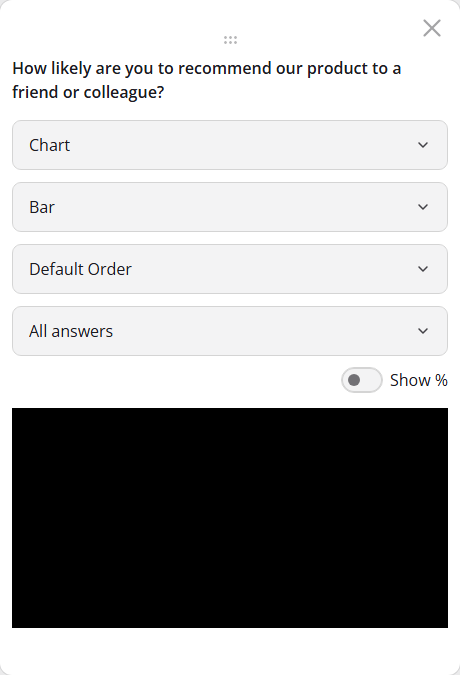 How likely are you to recommend our product to a
friend or colleague?
Chart
Bar
Default Order
All answers
Show %